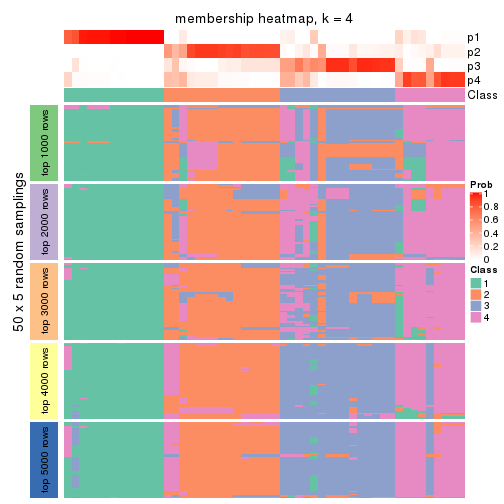 membership heatmap, k = 4
p1
p2
p3
p4
Class
50 x 5 random samplings
top 1000 rows
top 2000 rows
top 3000 rows
top 4000 rows
top 5000 rows
Prob
1
0.8
0.6
0.4
0.2
0
Class
1
2
3
4